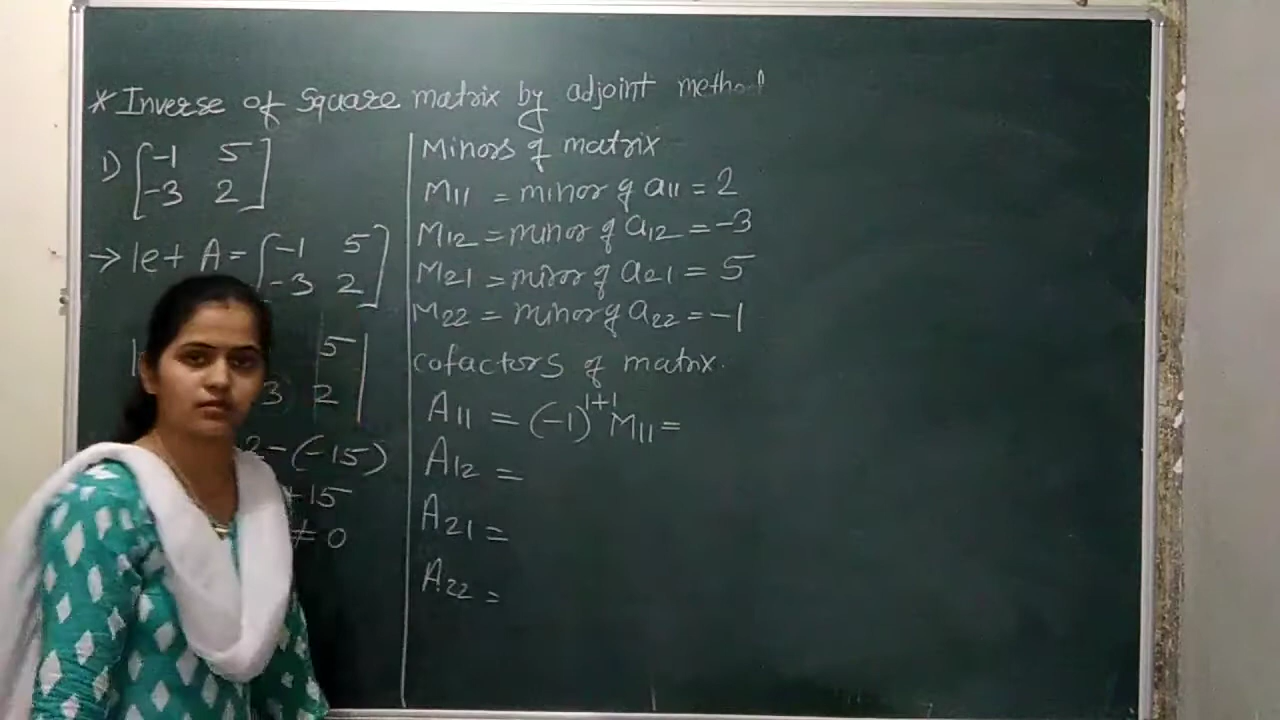 * Inverse of Square matrix by adjoint method
1) [-1 5
-3 2]
→ let A = [-1 5
-3 2]
5
3 2
2-(-15)
+15
≠ 0
Minors of matrix
M11 = minor of a11 = 2
M12 = minor of a12 = -3
M21 = minor of a21 = 5
M22 = minor of a22 = -1
cofactors of matrix.
A11 = (-1)^1+1 M11 =
A12 =
A21 =
A22 =